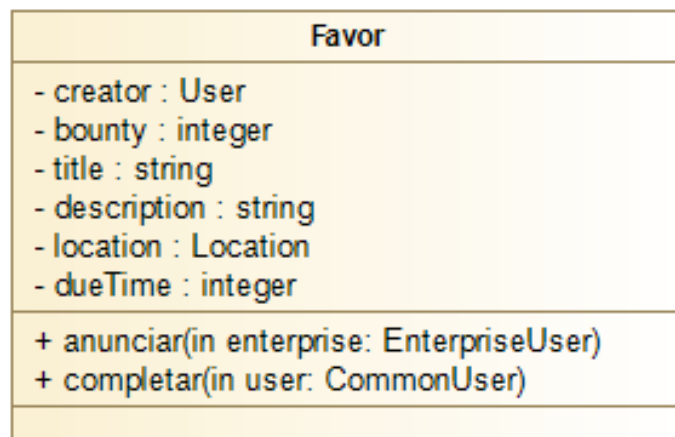 Favor
- creator : User
- bounty : integer
- title : string
- description : string
- location : Location
- dueTime : integer
+ anunciar(in enterprise: EnterpriseUser)
+ completar(in user: CommonUser)